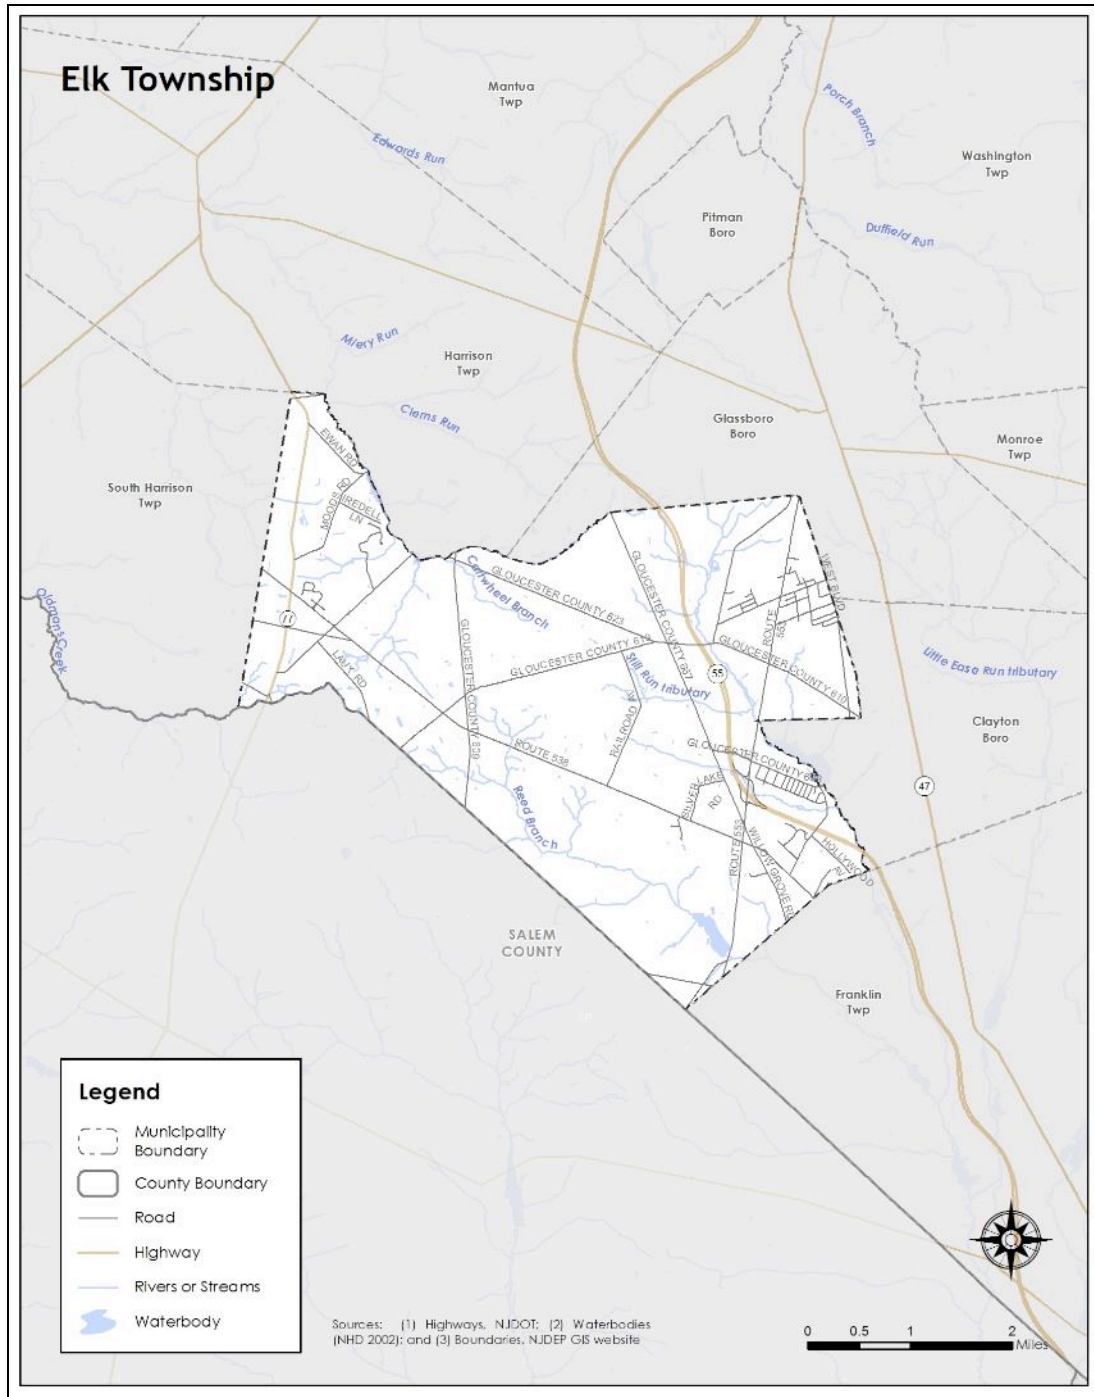 Elk Township
Mantua
Twp
Porch Branch
Edwards Run
Washington
Twp
Pitman
Boro
Duffield Run
Miery Run
Harrison
Twp
Clems Run
Glassboro
Boro
Monroe
Twp
South Harrison
Twp
EWAN RD
MOODS RD
IREDELL
LN
Oldmans Creek
Cartwheel Branch
GLOUCESTER COUNTY 623
GLOUCESTER COUNTY 667
WEST BLVD
ROUTE
553
GLOUCESTER COUNTY 619
GLOUCESTER COUNTY 610
GLOUCESTER COUNTY 609
LAUX RD
Still Run tributary
55
Little Ease Run tributary
RAILROAD AV
Clayton
Boro
ROUTE 538
GLOUCESTER COUNTY
SILVER LAKE
RD
47
Reed Branch
ROUTE 553
WILLOW GROVE RD
HOLLYWOOD
AV
SALEM
COUNTY
Franklin
Twp
Legend
Municipality
Boundary
County Boundary
Road
Highway
Rivers or Streams
Waterbody
Sources: (1) Highways, NJDOT; (2) Waterbodies
(NHD 2002); and (3) Boundaries, NJDEP GIS website
0 0.5 1 2
Miles